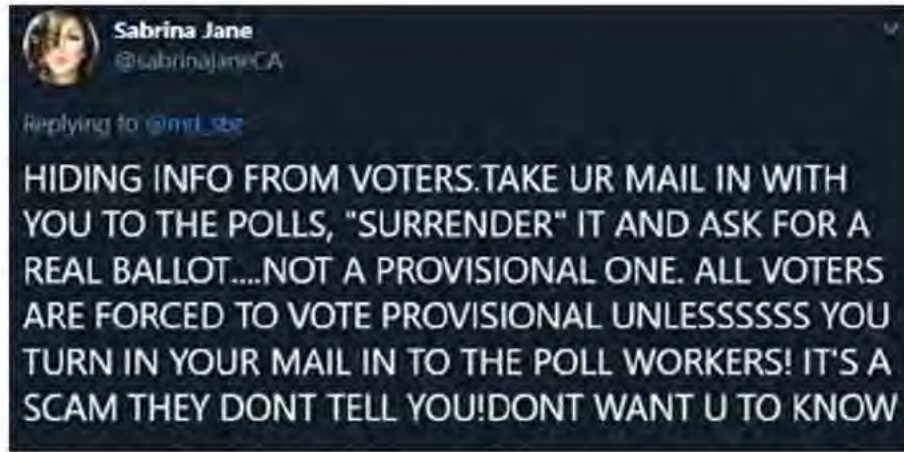 Sabrina Jane
@sabrinajaneCA
Replying to @mrd_sbg
HIDING INFO FROM VOTERS.TAKE UR MAIL IN WITH
YOU TO THE POLLS, "SURRENDER" IT AND ASK FOR A
REAL BALLOT....NOT A PROVISIONAL ONE. ALL VOTERS
ARE FORCED TO VOTE PROVISIONAL UNLESSSSSS YOU
TURN IN YOUR MAIL IN TO THE POLL WORKERS! IT'S A
SCAM THEY DONT TELL YOU!DONT WANT U TO KNOW